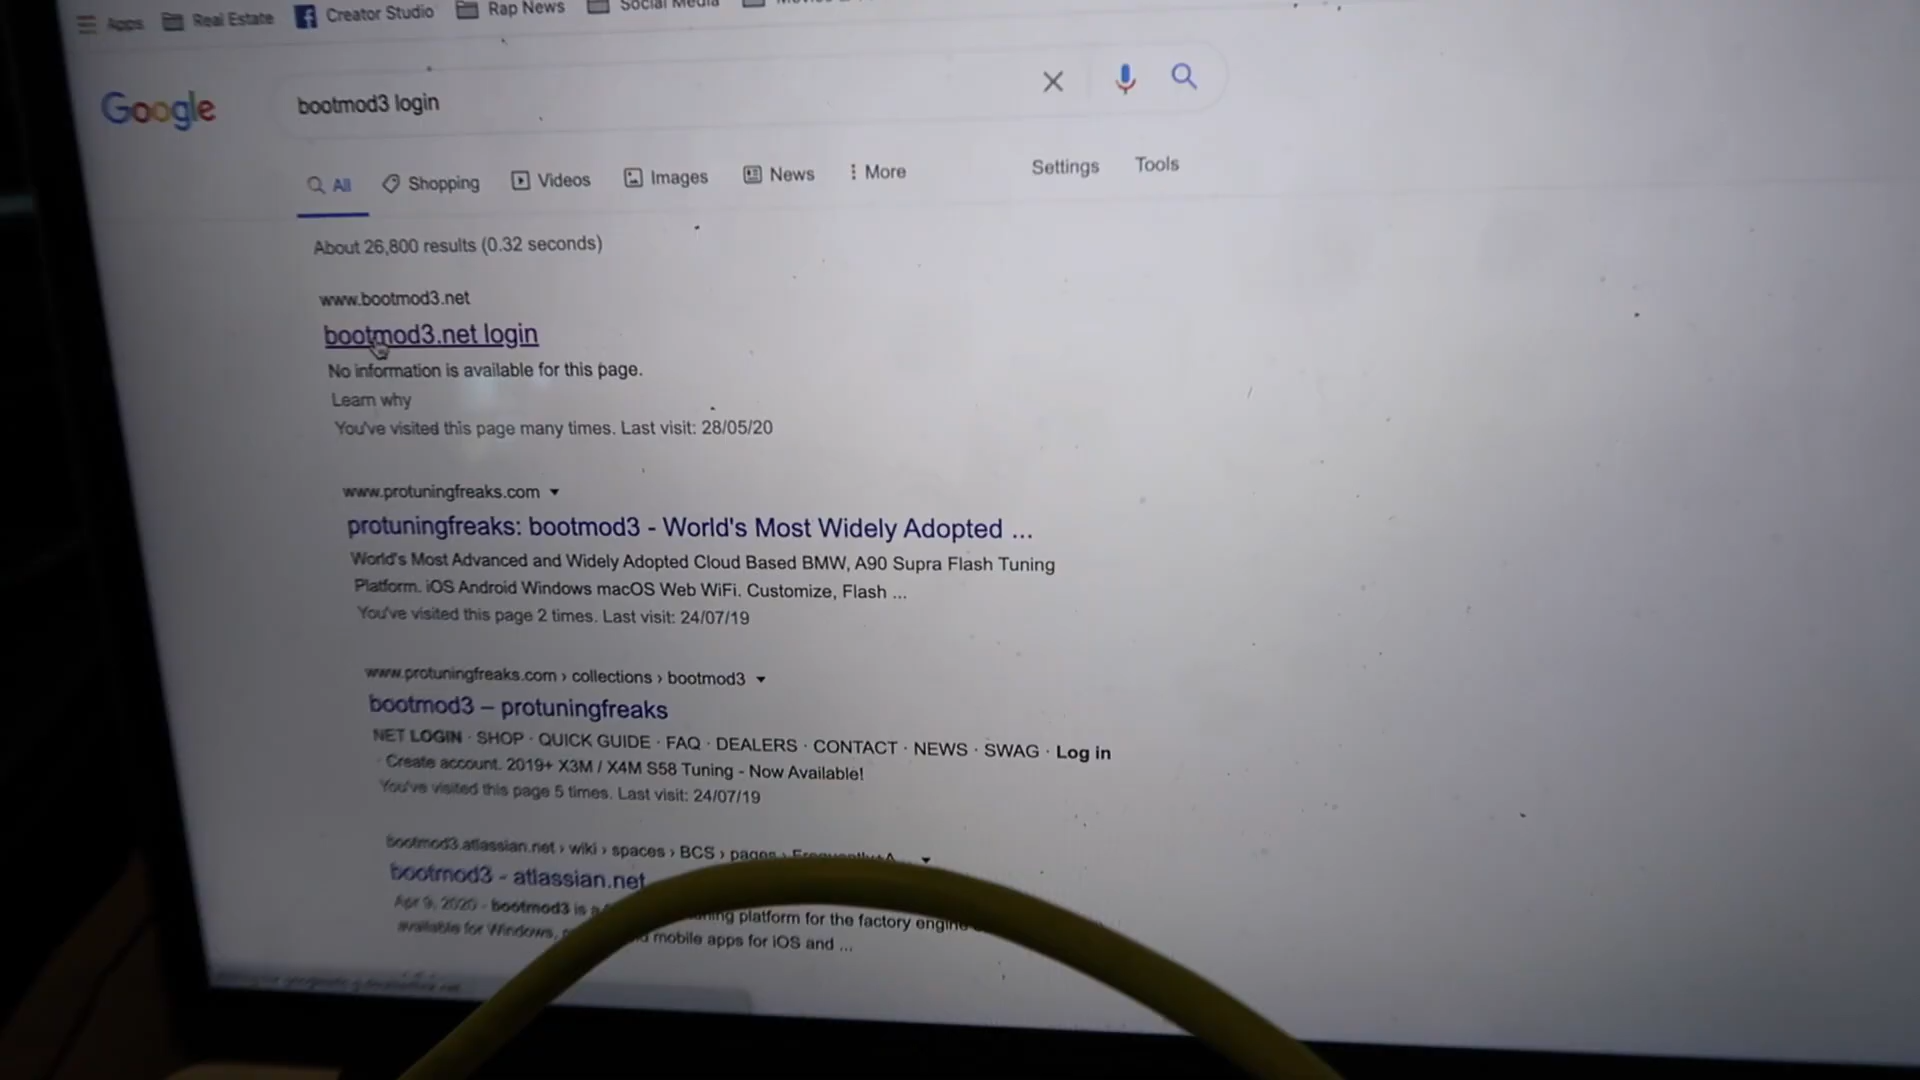 Apps Real Estate Creator Studio Rap News Social Media
Google bootmod3 login
All Shopping Videos Images News More Settings Tools
About 26,800 results (0.32 seconds)
www.bootmod3.net
bootmod3.net login
No information is available for this page.
Learn why
You've visited this page many times. Last visit: 28/05/20
www.protuningfreaks.com
protuningfreaks: bootmod3 - World's Most Widely Adopted ...
World's Most Advanced and Widely Adopted Cloud Based BMW, A90 Supra Flash Tuning
Platform. iOS Android Windows macOS Web WiFi. Customize, Flash ...
You've visited this page 2 times. Last visit: 24/07/19
www.protuningfreaks.com › collections › bootmod3
bootmod3 – protuningfreaks
NET LOGIN · SHOP · QUICK GUIDE · FAQ · DEALERS · CONTACT · NEWS · SWAG · Log in
· Create account. 2019+ X3M / X4M S58 Tuning - Now Available!
You've visited this page 5 times. Last visit: 24/07/19
bootmod3.atlassian.net › wiki › spaces › BCS › pages ›
bootmod3 - atlassian.net
Apr 9, 2020 - bootmod3 is platform for the factory engine
available for Windows, mobile apps for iOS and ...